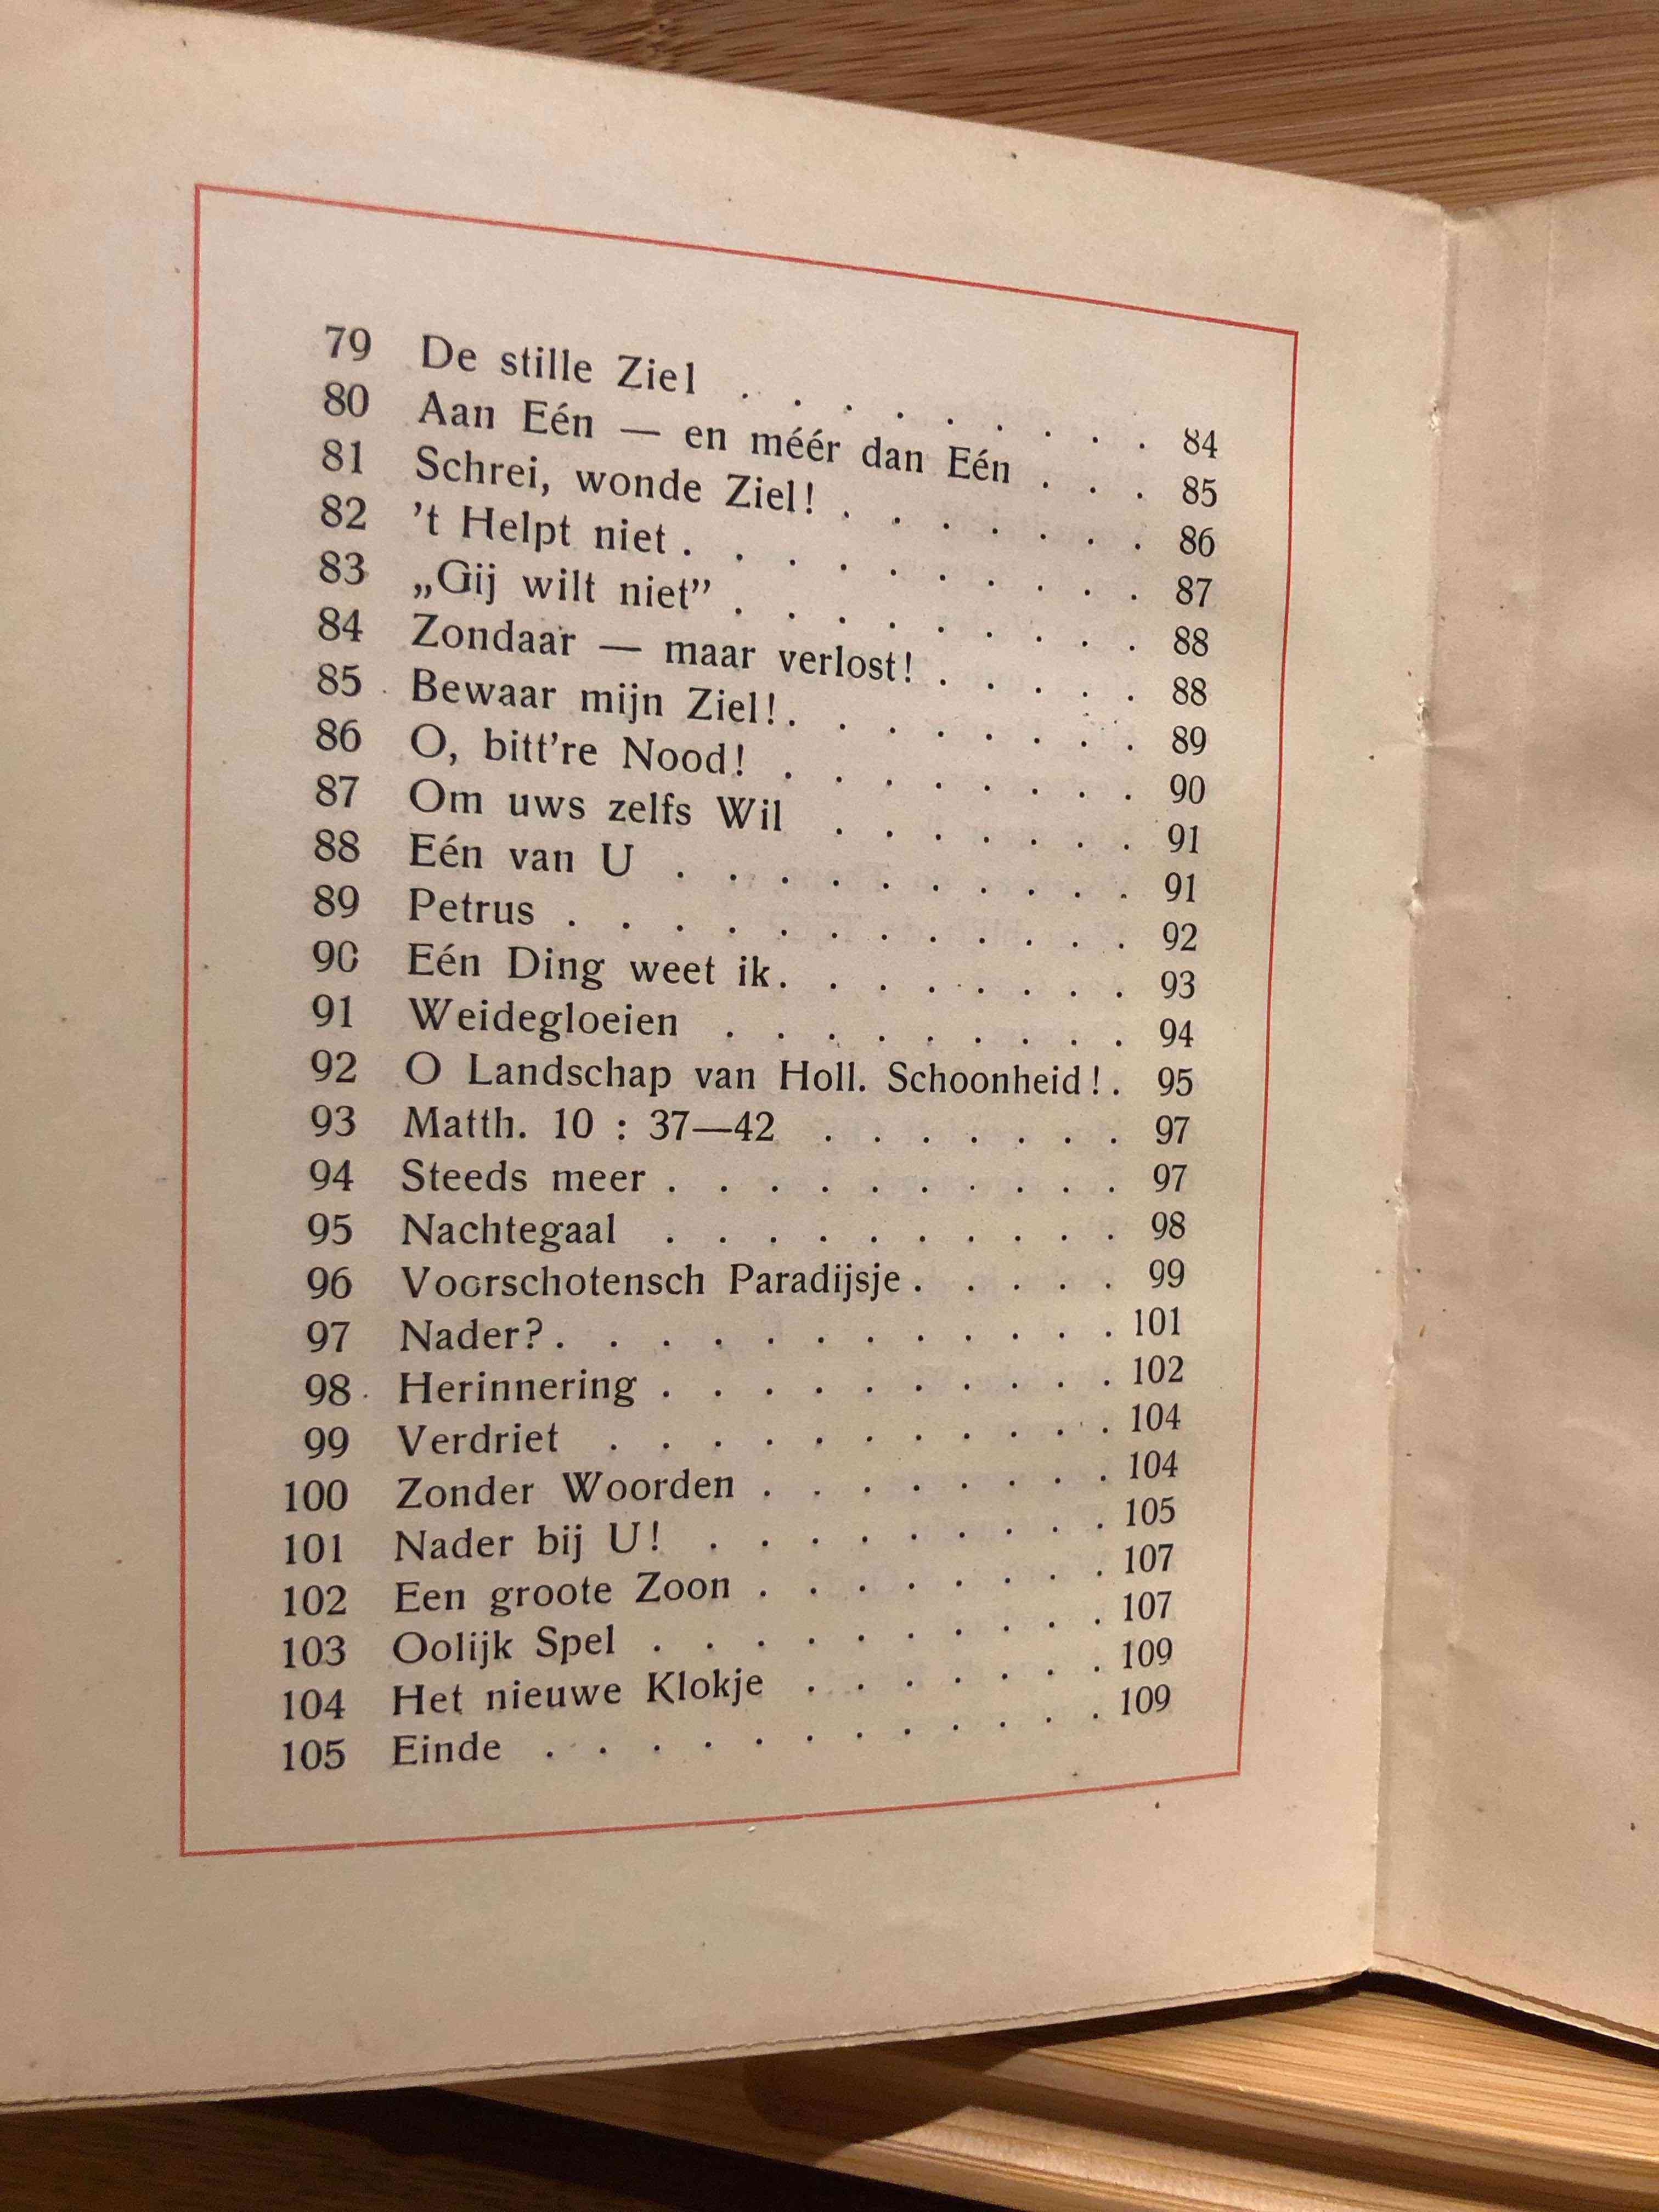 79 De stille Ziel . . . . . . . . . 84
80 Aan Eén — en méér dan Eén . . . 85
81 Schrei, wonde Ziel! . . . . . . . 86
82 't Helpt niet . . . . . . . . . . 87
83 „Gij wilt niet” . . . . . . . . . 88
84 Zondaar — maar verlost! . . . . . 88
85 Bewaar mijn Ziel! . . . . . . . . 89
86 O, bitt're Nood! . . . . . . . . 90
87 Om uws zelfs Wil . . . . . . . 91
88 Eén van U . . . . . . . . . . 91
89 Petrus . . . . . . . . . . . . 92
90 Eén Ding weet ik . . . . . . . . 93
91 Weidegloeien . . . . . . . . . 94
92 O Landschap van Holl. Schoonheid! . 95
93 Matth. 10 : 37—42 . . . . . . . 97
94 Steeds meer . . . . . . . . . . 97
95 Nachtegaal . . . . . . . . . . 98
96 Voorschotensch Paradijsje . . . . . 99
97 Nader? . . . . . . . . . . . . 101
98 Herinnering . . . . . . . . . . 102
99 Verdriet . . . . . . . . . . . 104
100 Zonder Woorden . . . . . . . . 104
101 Nader bij U! . . . . . . . . . 105
102 Een groote Zoon . . . . . . . . 107
103 Oolijk Spel . . . . . . . . . . 107
104 Het nieuwe Klokje . . . . . . . 109
105 Einde . . . . . . . . . . . . 109